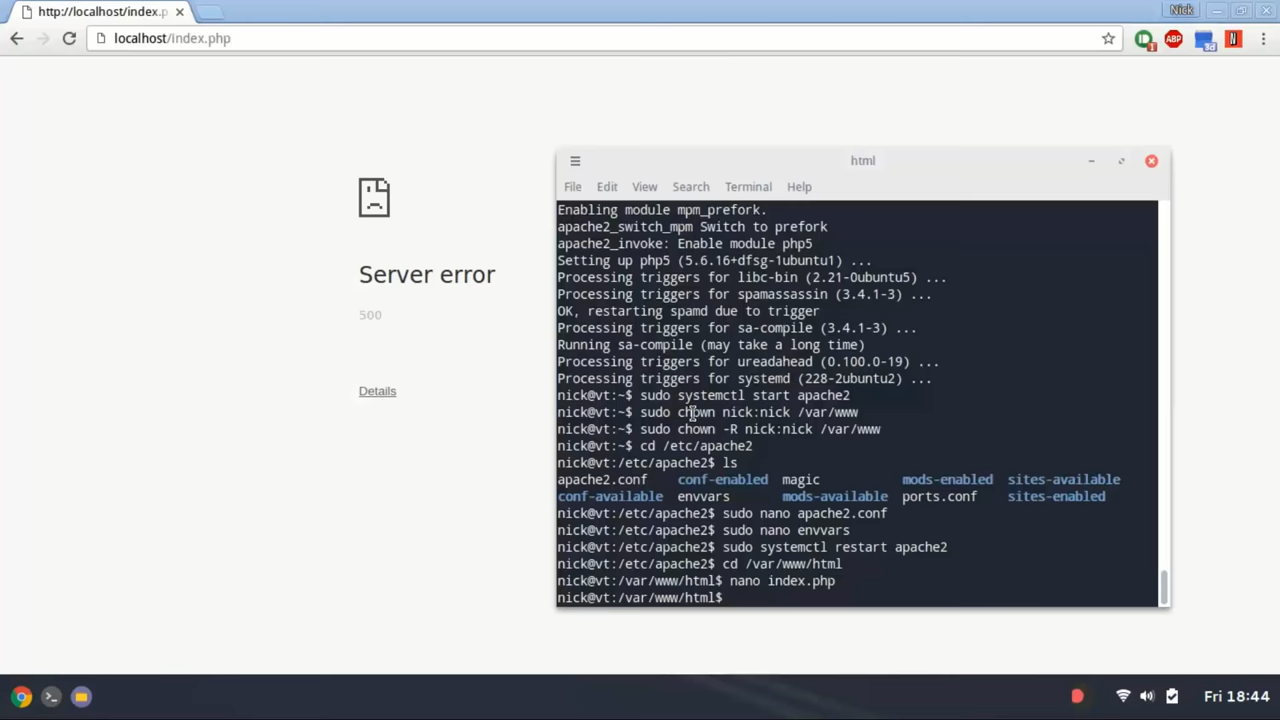 http://localhost/index.p
Nick
localhost/index.php
1
ABP
3d
N
Server error
500
Details
html
File Edit View Search Terminal Help
Enabling module mpm_prefork.
apache2_switch_mpm Switch to prefork
apache2_invoke: Enable module php5
Setting up php5 (5.6.16+dfsg-1ubuntu1) ...
Processing triggers for libc-bin (2.21-0ubuntu5) ...
Processing triggers for spamassassin (3.4.1-3) ...
OK, restarting spamd due to trigger
Processing triggers for sa-compile (3.4.1-3) ...
Running sa-compile (may take a long time)
Processing triggers for ureadahead (0.100.0-19) ...
Processing triggers for systemd (228-2ubuntu2) ...
nick@vt:~$ sudo systemctl start apache2
nick@vt:~$ sudo chown nick:nick /var/www
nick@vt:~$ sudo chown -R nick:nick /var/www
nick@vt:~$ cd /etc/apache2
nick@vt:/etc/apache2$ ls
apache2.conf conf-enabled magic mods-enabled sites-available
conf-available envvars mods-available ports.conf sites-enabled
nick@vt:/etc/apache2$ sudo nano apache2.conf
nick@vt:/etc/apache2$ sudo nano envvars
nick@vt:/etc/apache2$ sudo systemctl restart apache2
nick@vt:/etc/apache2$ cd /var/www/html
nick@vt:/var/www/html$ nano index.php
nick@vt:/var/www/html$
Fri 18:44